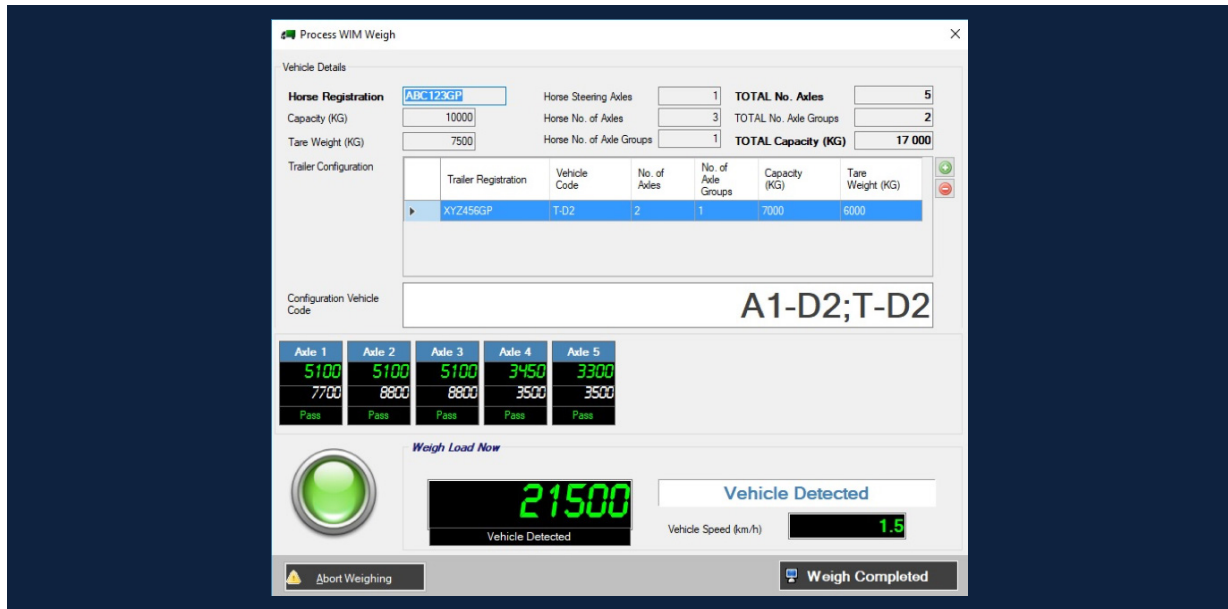 Process WIM Weigh
Vehicle Details
Horse Registration ABC123GP Horse Steering Axles 1 TOTAL No. Axles 5
Capacity (KG) 10000 Horse No. of Axles 3 TOTAL No. Axle Groups 2
Tare Weight (KG) 7500 Horse No. of Axle Groups 1 TOTAL Capacity (KG) 17 000
Trailer Configuration
Trailer Registration Vehicle Code No. of Axles No. of Axle Groups Capacity (KG) Tare Weight (KG)
XYZ456GP T-D2 2 1 7000 6000
Configuration Vehicle Code A1-D2;T-D2
Axle 1 Axle 2 Axle 3 Axle 4 Axle 5
5100 5100 5100 3450 3300
7700 8800 8800 3500 3500
Pass Pass Pass Pass Pass
Weigh Load Now
21500
Vehicle Detected
Vehicle Detected
Vehicle Speed (km/h) 1.5
Abort Weighing Weigh Completed